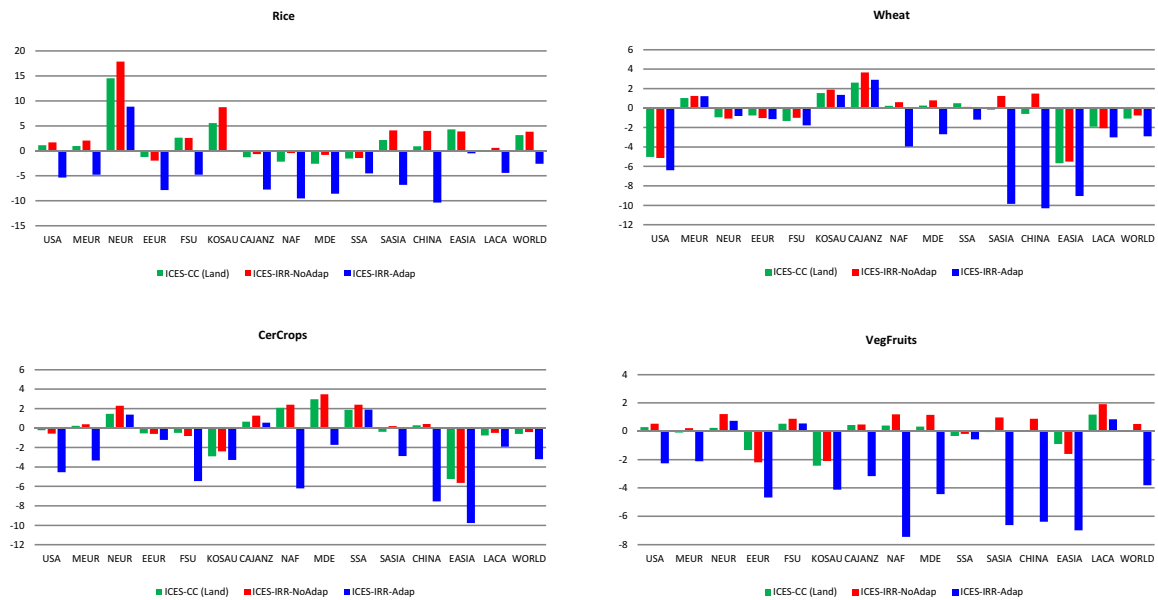 Rice
20
15
10
5
0
-5
-10
-15
USA MEUR NEUR EEUR FSU KOSAU CAJANZ NAF MDE SSA SASIA CHINA EASIA LACA WORLD
ICES-CC (Land) ICES-IRR-NoAdap ICES-IRR-Adap
Wheat
6
4
2
0
-2
-4
-6
-8
-10
-12
USA MEUR NEUR EEUR FSU KOSAU CAJANZ NAF MDE SSA SASIA CHINA EASIA LACA WORLD
ICES-CC (Land) ICES-IRR-NoAdap ICES-IRR-Adap
CerCrops
6
4
2
0
-2
-4
-6
-8
-10
-12
USA MEUR NEUR EEUR FSU KOSAU CAJANZ NAF MDE SSA SASIA CHINA EASIA LACA WORLD
ICES-CC (Land) ICES-IRR-NoAdap ICES-IRR-Adap
VegFruits
4
2
0
-2
-4
-6
-8
USA MEUR NEUR EEUR FSU KOSAU CAJANZ NAF MDE SSA SASIA CHINA EASIA LACA WORLD
ICES-CC (Land) ICES-IRR-NoAdap ICES-IRR-Adap